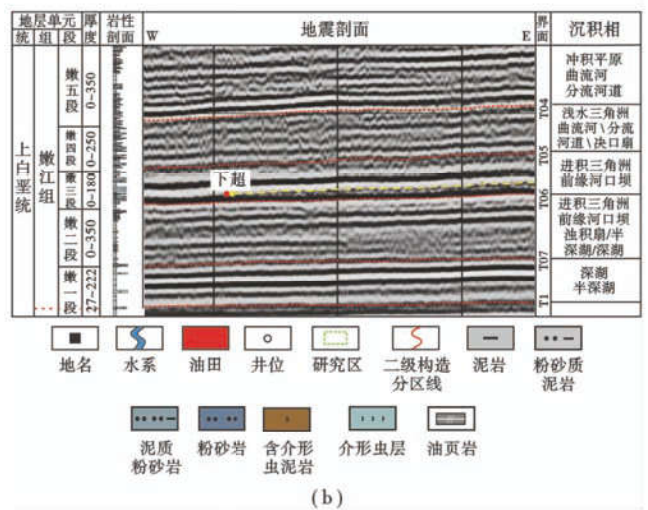 地层单元 厚度 岩性剖面 地震剖面 界面 沉积相
统 组 段 W E
上白垩统 嫩江组
嫩五段 0~350
嫩四段 0~250
嫩三段 0~180
嫩二段 0~350
嫩一段 27~222
下超
T04
T05
T06
T07
T1
冲积平原
曲流河
分流河道
浅水三角洲
曲流河\分流
河道\决口扇
进积三角洲
前缘河口坝
进积三角洲
前缘河口坝
浊积扇/半
深湖/深湖
深湖
半深湖
地名 水系 油田 井位 研究区 二级构造 泥岩 粉砂质
分区线 泥岩
泥质 粉砂岩 含介形 介形虫层 油页岩
粉砂岩 虫泥岩
(b)